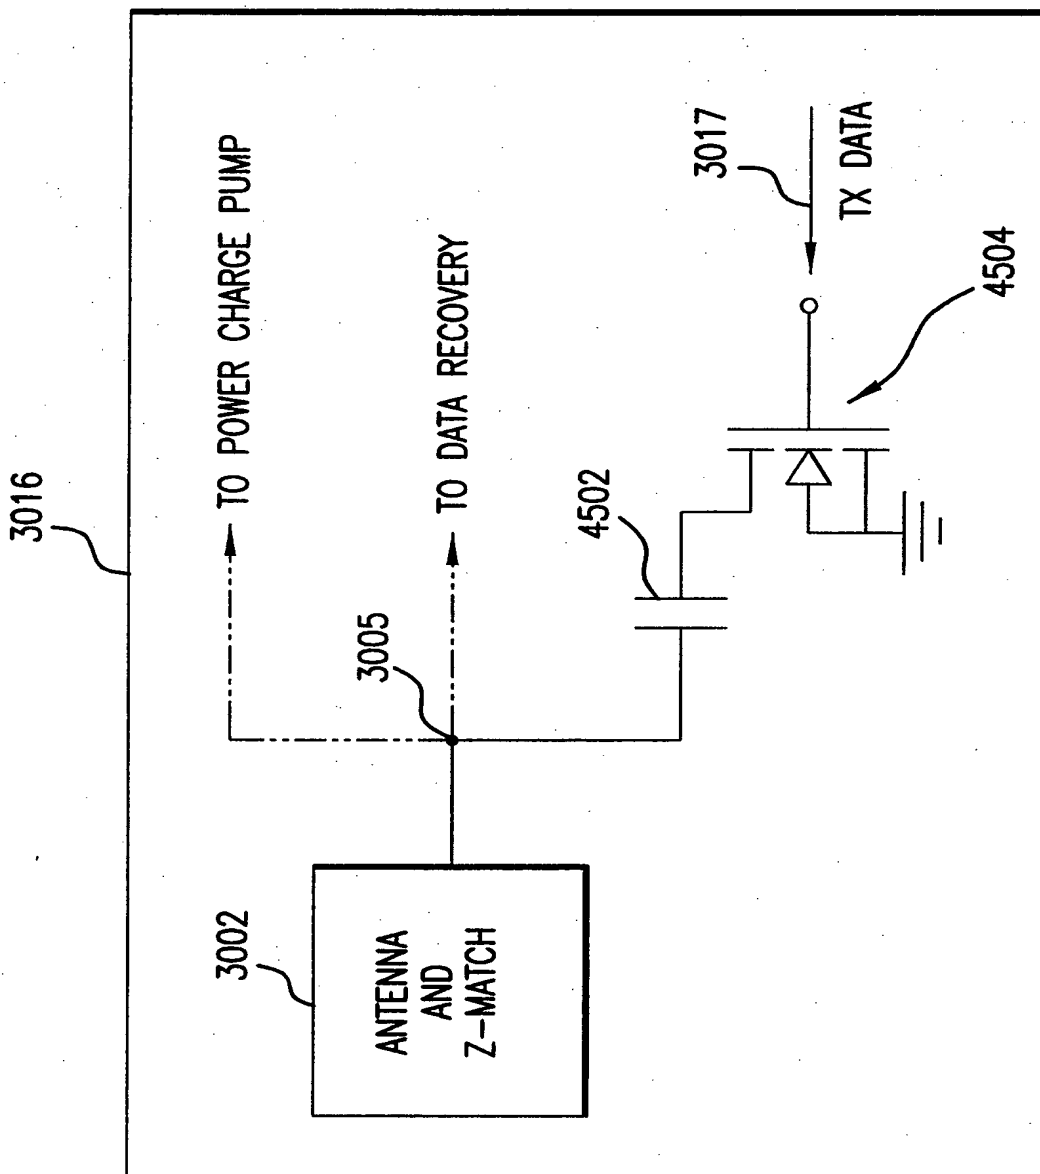 3016
TO POWER CHARGE PUMP
TO DATA RECOVERY
3017
TX DATA
4504
4502
3005
3002
ANTENNA
AND
Z-MATCH